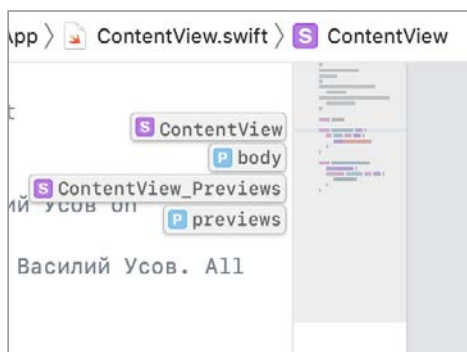 App 〉 ContentView.swift 〉 S ContentView
t
S ContentView
P body
S ContentView_Previews
ий Усов on
P previews
Василий Усов. All